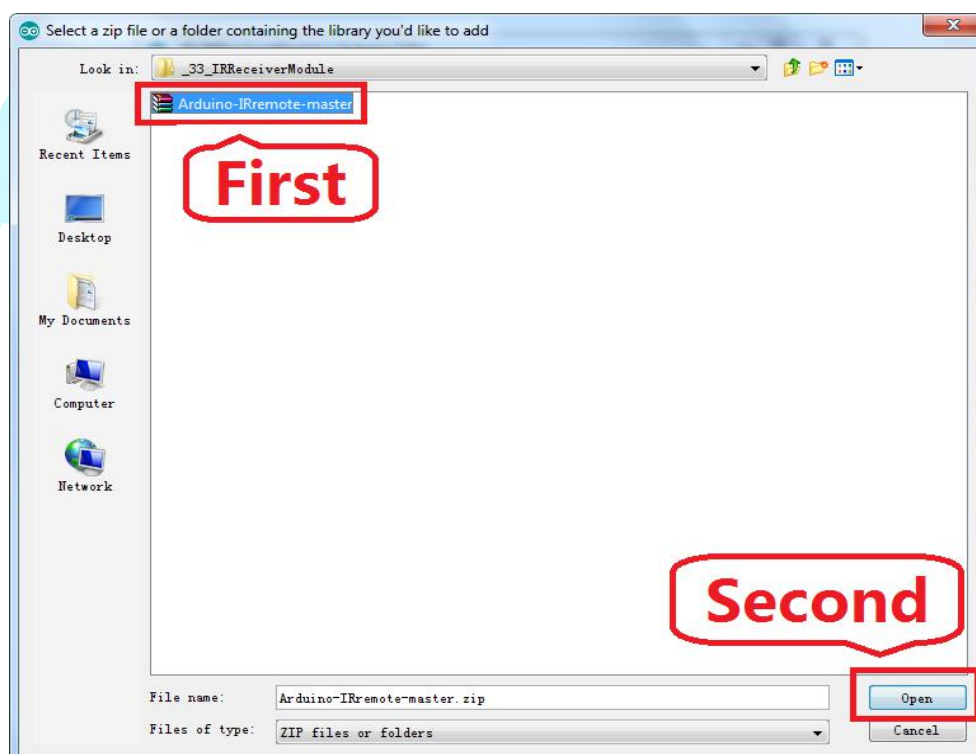 Select a zip file or a folder containing the library you'd like to add
Look in: _33_IRReceiverModule
Arduino-IRremote-master
First
Recent Items
Desktop
My Documents
Computer
Network
Second
File name: Arduino-IRremote-master.zip
Open
Files of type: ZIP files or folders
Cancel